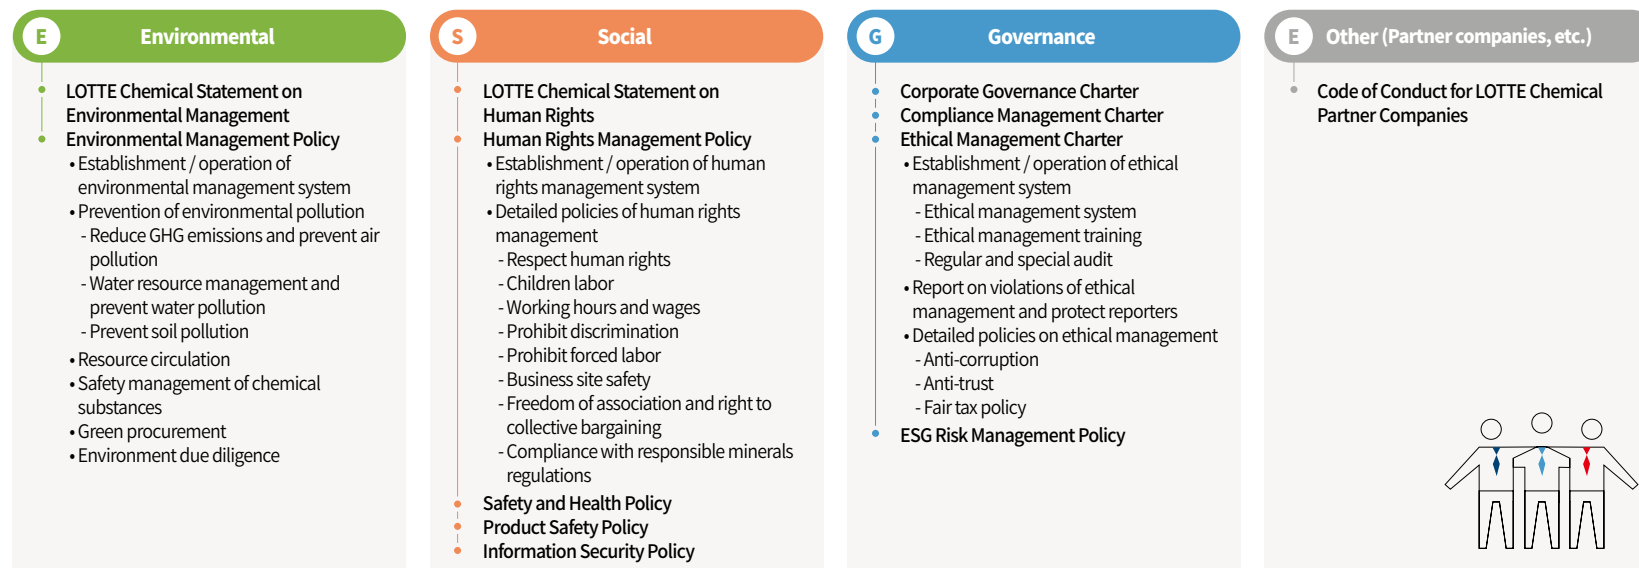 E Environmental
LOTTE Chemical Statement on
Environmental Management
Environmental Management Policy
• Establishment / operation of
environmental management system
• Prevention of environmental pollution
- Reduce GHG emissions and prevent air
pollution
- Water resource management and
prevent water pollution
- Prevent soil pollution
• Resource circulation
• Safety management of chemical
substances
• Green procurement
• Environment due diligence
S Social
LOTTE Chemical Statement on
Human Rights
Human Rights Management Policy
• Establishment / operation of human
rights management system
• Detailed policies of human rights
management
- Respect human rights
- Children labor
- Working hours and wages
- Prohibit discrimination
- Prohibit forced labor
- Business site safety
- Freedom of association and right to
collective bargaining
- Compliance with responsible minerals
regulations
Safety and Health Policy
Product Safety Policy
Information Security Policy
G Governance
Corporate Governance Charter
Compliance Management Charter
Ethical Management Charter
• Establishment / operation of ethical
management system
- Ethical management system
- Ethical management training
- Regular and special audit
• Report on violations of ethical
management and protect reporters
• Detailed policies on ethical management
- Anti-corruption
- Anti-trust
- Fair tax policy
ESG Risk Management Policy
E Other (Partner companies, etc.)
Code of Conduct for LOTTE Chemical
Partner Companies